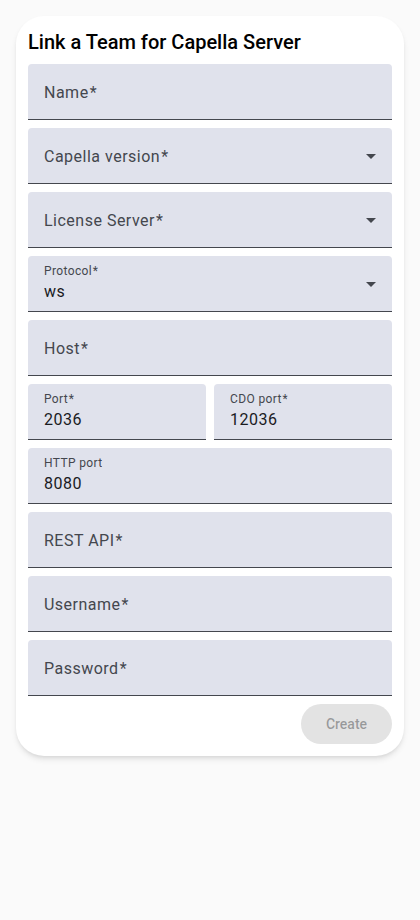 Link a Team for Capella Server
Name*
Capella version*
License Server*
Protocol*
ws
Host*
Port*
2036
CDO port*
12036
HTTP port
8080
REST API*
Username*
Password*
Create